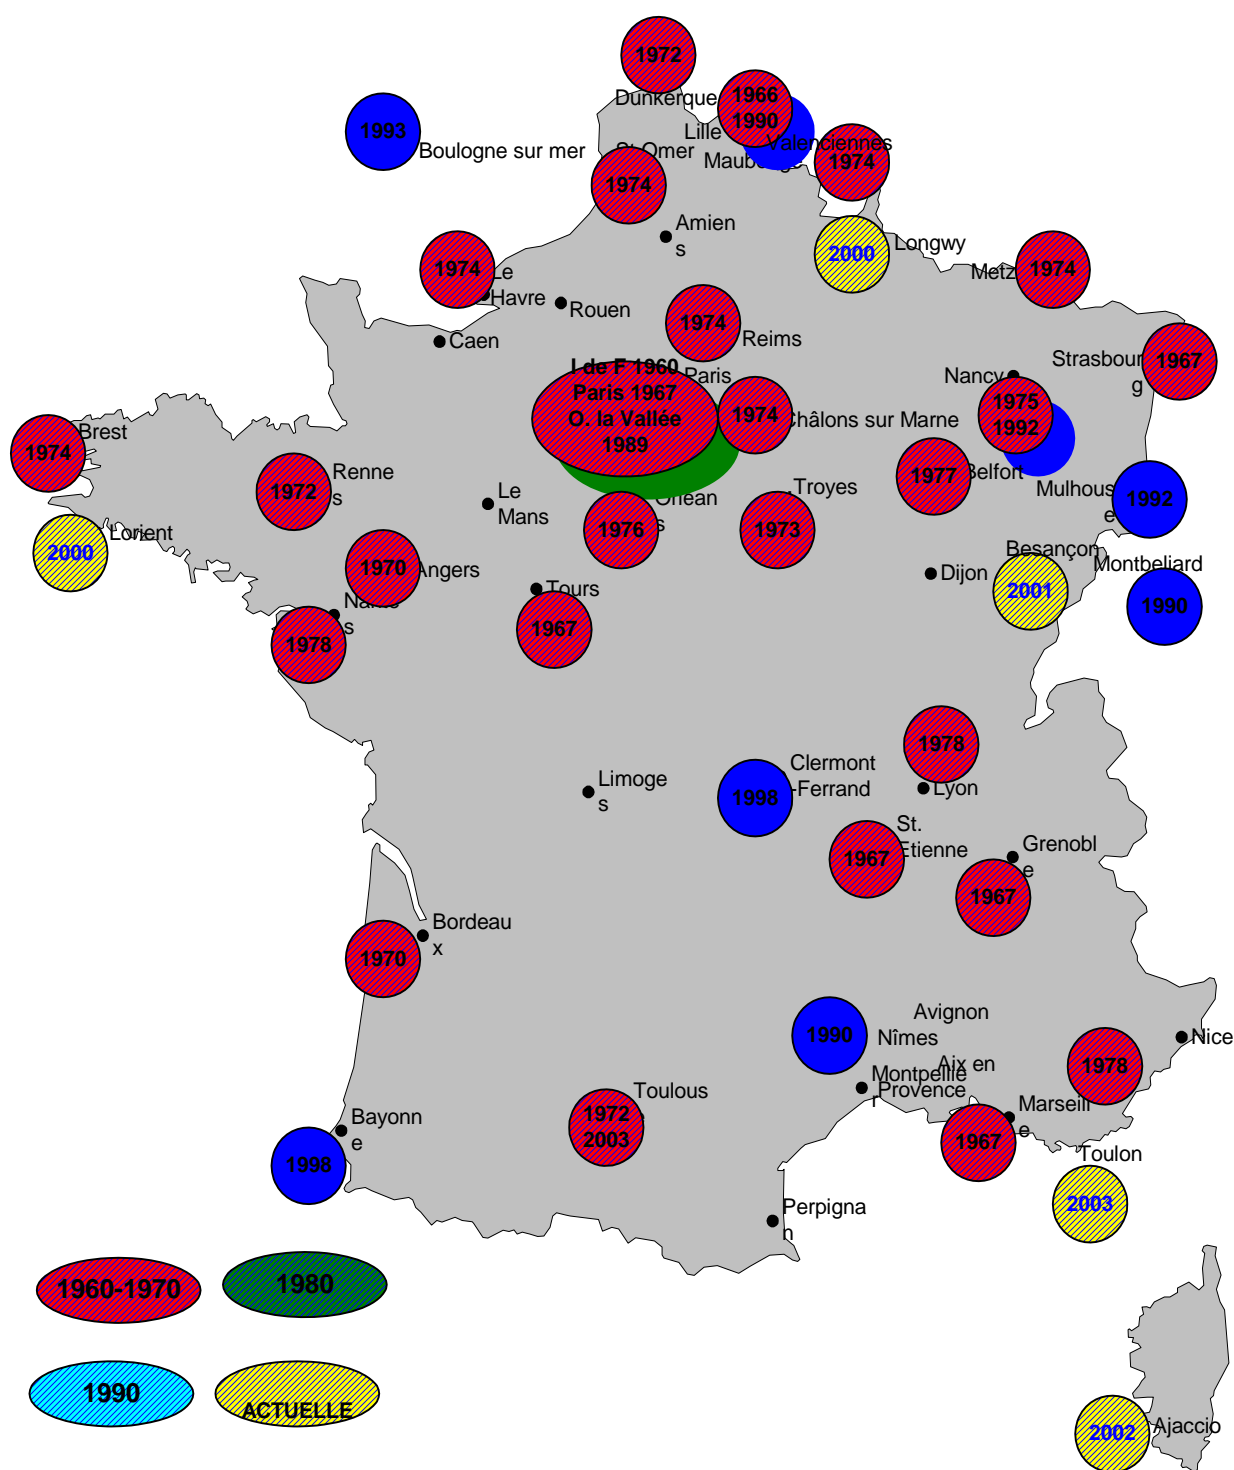 1972
Dunkerque
1966
1990
1993
Boulogne sur mer
Lille
Valenciennes
St Omer
Maubeuge
1974
1974
Amien
s
2000
Longwy
1974
Le
Havre
Metz
1974
Rouen
1974
Reims
Caen
I de F 1960
Paris 1967
O. la Vallée
1989
Paris
1974
Châlons sur Marne
Nancy
1975
1992
Strasbour
g
1967
Brest
1974
Renne
s
1972
Le
Mans
Orléan
s
1976
Troyes
1973
1977
Belfort
Mulhous
e
1992
Lorient
2000
1970
Angers
Tours
Dijon
Besançon
2001
Montbeliard
1990
Nantes
s
1978
1967
1978
Lyon
Clermont
-Ferrand
1998
Limoge
s
St.
Etienne
1967
Grenobl
e
1967
Bordeau
x
1970
Avignon
Nîmes
1990
Nice
1978
Aix en
Provence
Montpellie
r
Marseill
e
1967
Toulous
1972
2003
Bayonn
e
1998
Toulon
2003
Perpigna
n
1960-1970
1980
1990
ACTUELLE
2002
Ajaccio